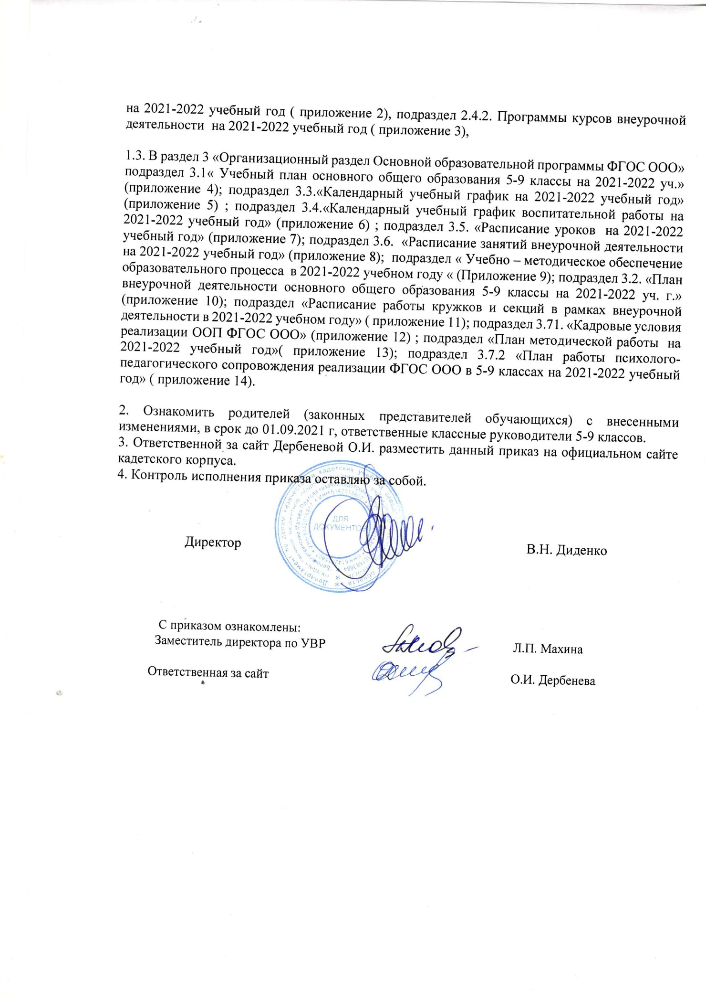 на 2021-2022 учебный год ( приложение 2), подраздел 2.4.2. Программы курсов внеурочной
деятельности на 2021-2022 учебный год ( приложение 3),
1.3. В раздел 3 «Организационный раздел Основной образовательной программы ФГОС ООО»
подраздел 3.1« Учебный план основного общего образования 5-9 классы на 2021-2022 уч.»
(приложение 4); подраздел 3.3.«Календарный учебный график на 2021-2022 учебный год»
(приложение 5) ; подраздел 3.4.«Календарный учебный график воспитательной работы на
2021-2022 учебный год» (приложение 6) ; подраздел 3.5. «Расписание уроков на 2021-2022
учебный год» (приложение 7); подраздел 3.6. «Расписание занятий внеурочной деятельности
на 2021-2022 учебный год» (приложение 8); подраздел « Учебно – методическое обеспечение
образовательного процесса в 2021-2022 учебном году « (Приложение 9); подраздел 3.2. «План
внеурочной деятельности основного общего образования 5-9 классы на 2021-2022 уч. г.»
(приложение 10); подраздел «Расписание работы кружков и секций в рамках внеурочной
деятельности в 2021-2022 учебном году» ( приложение 11); подраздел 3.71. «Кадровые условия
реализации ООП ФГОС ООО» (приложение 12) ; подраздел «План методической работы на
2021-2022 учебный год»( приложение 13); подраздел 3.7.2 «План работы психолого-
педагогического сопровождения реализации ФГОС ООО в 5-9 классах на 2021-2022 учебный
год» ( приложение 14).
2. Ознакомить родителей (законных представителей обучающихся) с внесенными
изменениями, в срок до 01.09.2021 г, ответственные классные руководители 5-9 классов.
3. Ответственной за сайт Дербеневой О.И. разместить данный приказ на официальном сайте
кадетского корпуса.
4. Контроль исполнения приказа оставляю за собой.
Департамент по делам казачества и кадетских учебных
ИНН 6142015807
ДЛЯ
ДОКУМЕНТОВ
Директор
В.Н. Диденко
С приказом ознакомлены:
Заместитель директора по УВР
Л.П. Махина
Ответственная за сайт
О.И. Дербенева